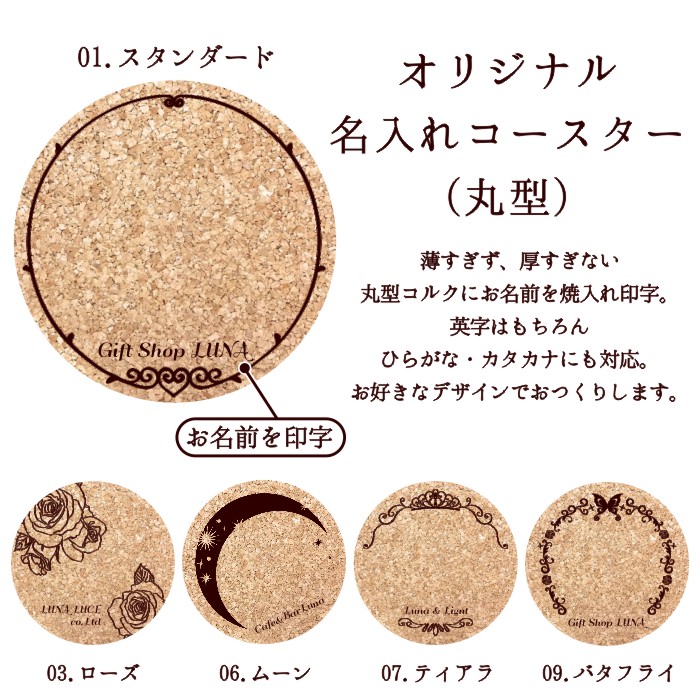 01.スタンダード
オリジナル
名入れコースター
（丸型）
薄すぎず、厚すぎない
丸型コルクにお名前を焼入れ印字。
英字はもちろん
ひらがな・カタカナにも対応。
お好きなデザインでおつくりします。
Gift Shop LUNA
お名前を印字
LUNA LUCE
co.Ltd
Cafe&Bar Luna
Luna & Light
Gift Shop LUNA
03.ローズ
06.ムーン
07.ティアラ
09.バタフライ